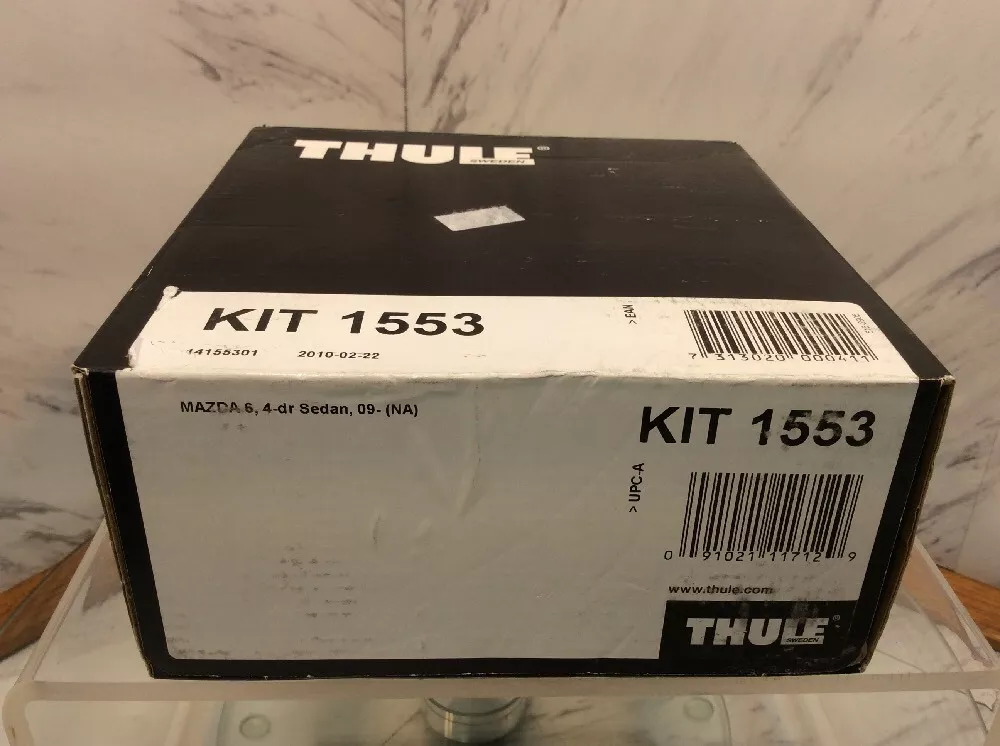 THULE®
SWEDEN
KIT 1553
14155301 2010-02-22
> EAN
7 313020 000411
MAZDA 6, 4-dr Sedan, 09- (NA)
KIT 1553
> UPC-A
0 91021 11712 9
www.thule.com
THULE®
SWEDEN